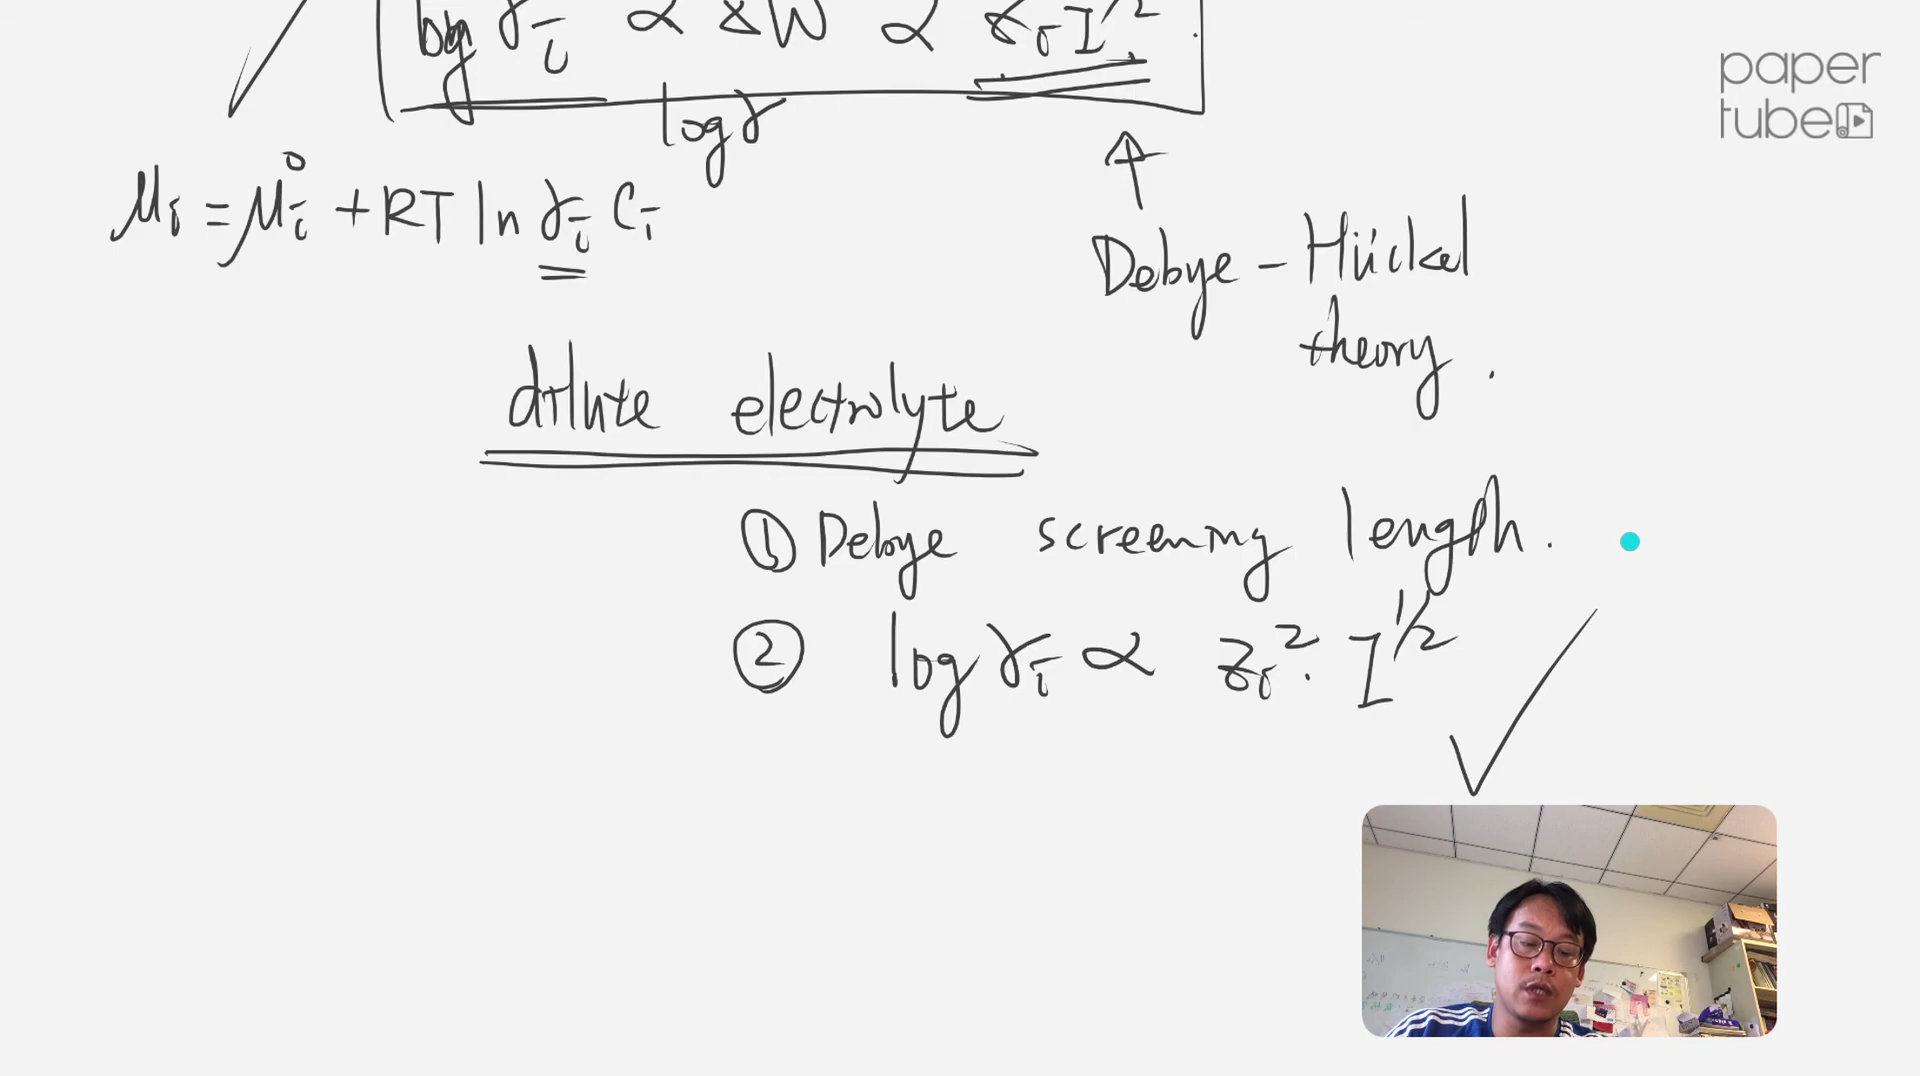 log γi ∝ ΔW ∝ zi I^1/2
paper
tube
log γ
μi = μi° + RT ln γi Ci
Debye - Hückel
theory.
dilute electrolyte
① Debye screening length.
② log γi ∝ zi² · I^1/2